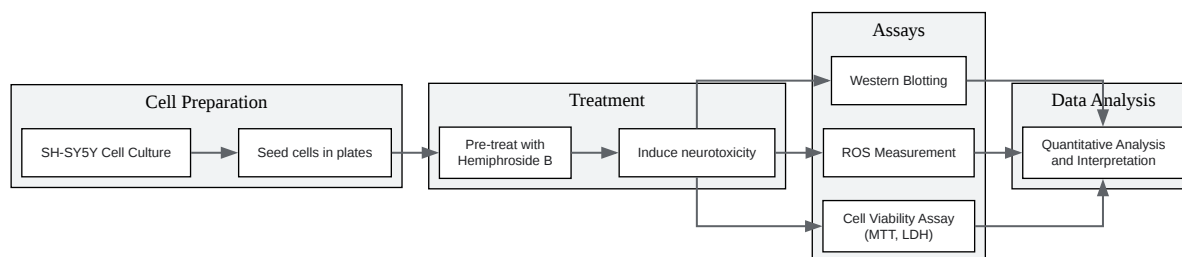 Cell Preparation
SH-SY5Y Cell Culture
Seed cells in plates
Treatment
Pre-treat with
Hemiphroside B
Induce neurotoxicity
Assays
Western Blotting
ROS Measurement
Cell Viability Assay
(MTT, LDH)
Data Analysis
Quantitative Analysis
and Interpretation